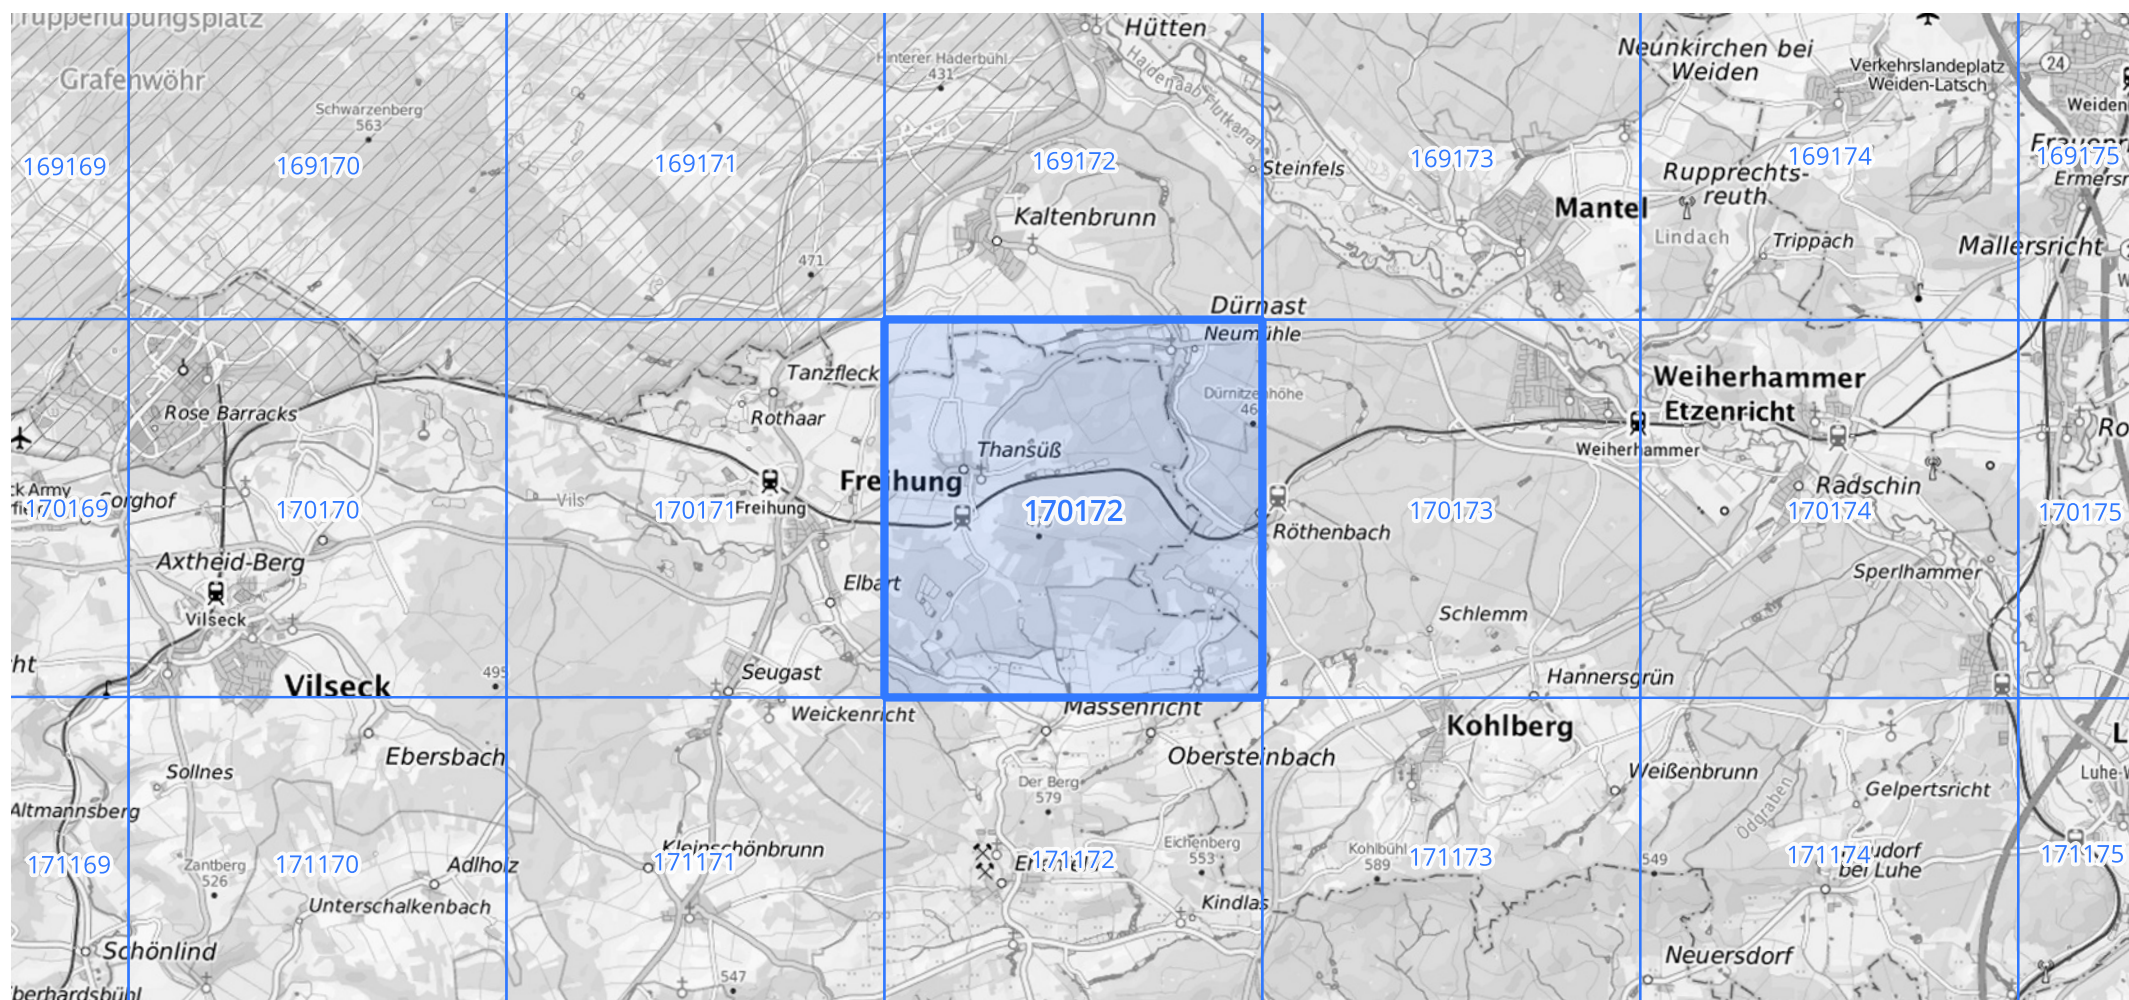 Grafenwöhr
Schwarzenberg
563
Hinterer Häderbühl
431
Hütten
Haidenaab Flutkanal
Neunkirchen bei
Weiden
Verkehrslandeplatz
Weiden-Latsch
24
169169
169170
169171
169172
Steinfels
169173
169174
169175
Kaltenbrunn
Mantel
Rupprechts-
reuth
Lindach
Trippach
Mallersricht
471
Dürnast
Neumühle
Tanzfleck
Rothaar
Rose Barracks
Dürnitzenhöhe
Weiherhammer
Etzenricht
Weiherhammer
Thansüß
Freihung
Freihung
Vils
170169
170170
170171
170172
170173
170174
170175
Radschin
Röthenbach
Axtheid-Berg
Vilseck
Elbart
Sperlhammer
Schlemm
Vilseck
495
Seugast
Hannersgrün
Weickenricht
Massenricht
Kohlberg
Ebersbach
Obersteinbach
Weißenbrunn
Sollnes
Der Berg
579
Altmannsberg
Gelpertsricht
Ödgraben
Kleinschönbrunn
Eichenberg
553
Kohlbühl
589
549
171169
171170
171171
171172
171173
171174
171175
bei Luhe
Zantberg
526
Adlholz
Unterschalkenbach
Kindlas
Schönlind
547
Neuersdorf